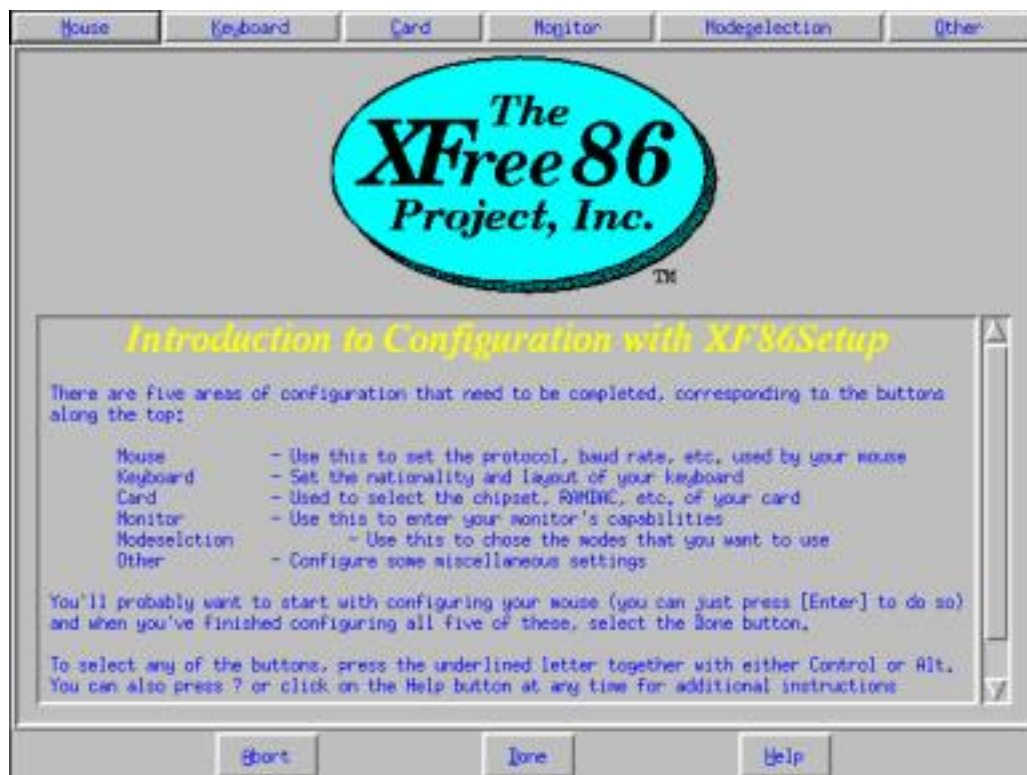 Mouse Keyboard Card Monitor Modeselection Other
The
XFree86
Project, Inc.
TM
Introduction to Configuration with XF86Setup
There are five areas of configuration that need to be completed, corresponding to the buttons
along the top:
Mouse - Use this to set the protocol, baud rate, etc. used by your mouse
Keyboard - Set the nationality and layout of your keyboard
Card - Used to select the chipset, RAMDAC, etc. of your card
Monitor - Use this to enter your monitor's capabilities
Modeselction - Use this to chose the modes that you want to use
Other - Configure some miscellaneous settings
You'll probably want to start with configuring your mouse (you can just press [Enter] to do so)
and when you've finished configuring all five of these, select the Done button.
To select any of the buttons, press the underlined letter together with either Control or Alt.
You can also press ? or click on the Help button at any time for additional instructions
Abort Done Help